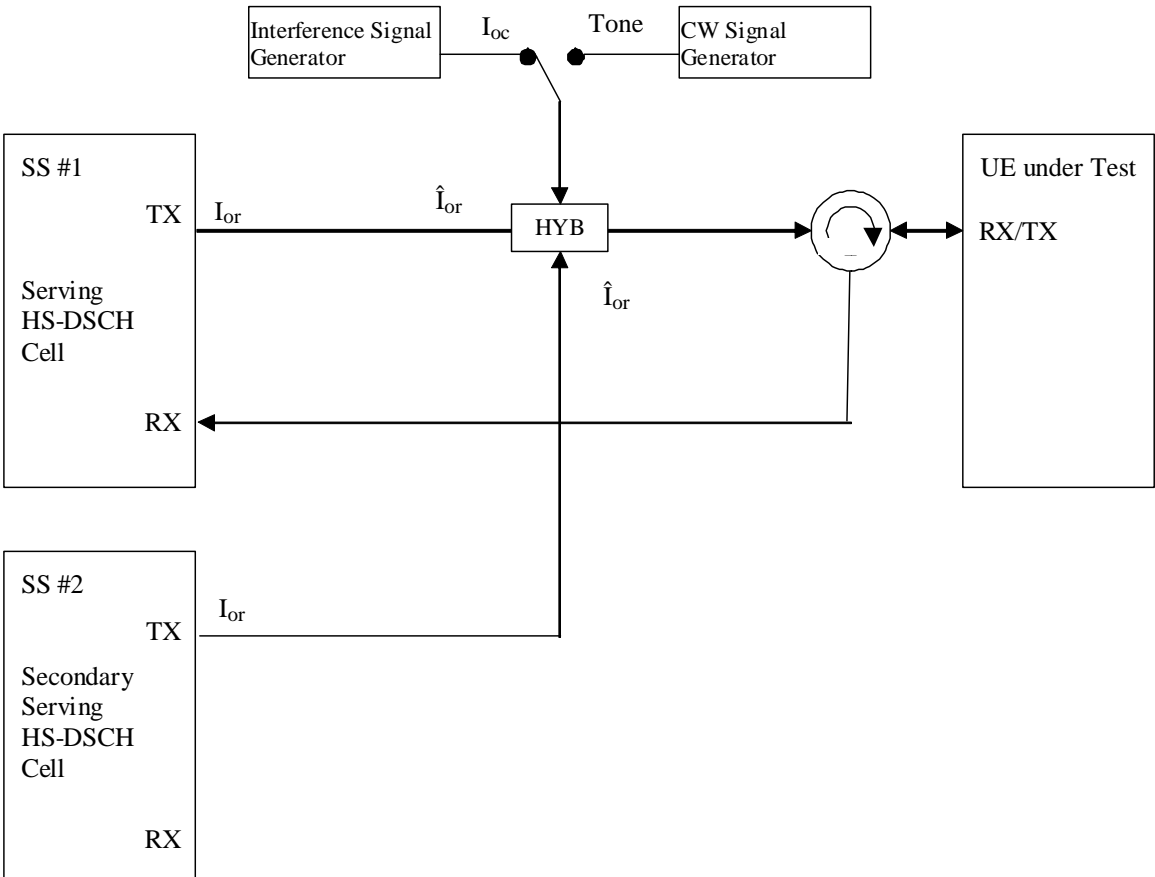 Interference Signal
Generator
I_oc
Tone
CW Signal
Generator
SS #1
TX
I_or
Î_or
HYB
UE under Test
RX/TX
Serving
HS-DSCH
Cell
Î_or
RX
SS #2
I_or
TX
Secondary
Serving
HS-DSCH
Cell
RX